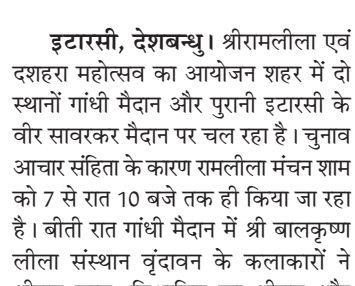 इटारसी, देशबन्धु। श्रीरामलीला एवं
दशहरा महोत्सव का आयोजन शहर में दो
स्थानों गांधी मैदान और पुरानी इटारसी के
वीर सावरकर मैदान पर चल रहा है। चुनाव
आचार संहिता के कारण रामलीला मंचन शाम
को 7 से रात 10 बजे तक ही किया जा रहा
है। बीती रात गांधी मैदान में श्री बालकृष्ण
लीला संस्थान वृंदावन के कलाकारों ने